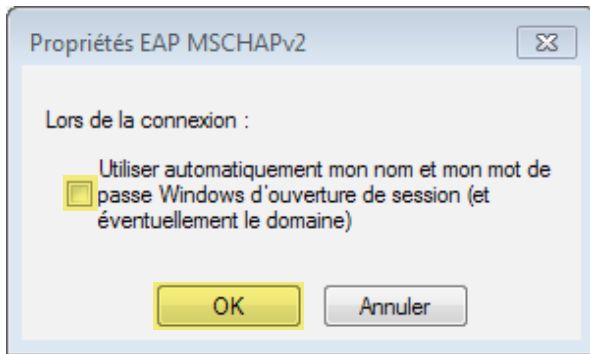 Propriétés EAP MSCHAPv2
Lors de la connexion :
Utiliser automatiquement mon nom et mon mot de
passe Windows d'ouverture de session (et
éventuellement le domaine)
OK
Annuler